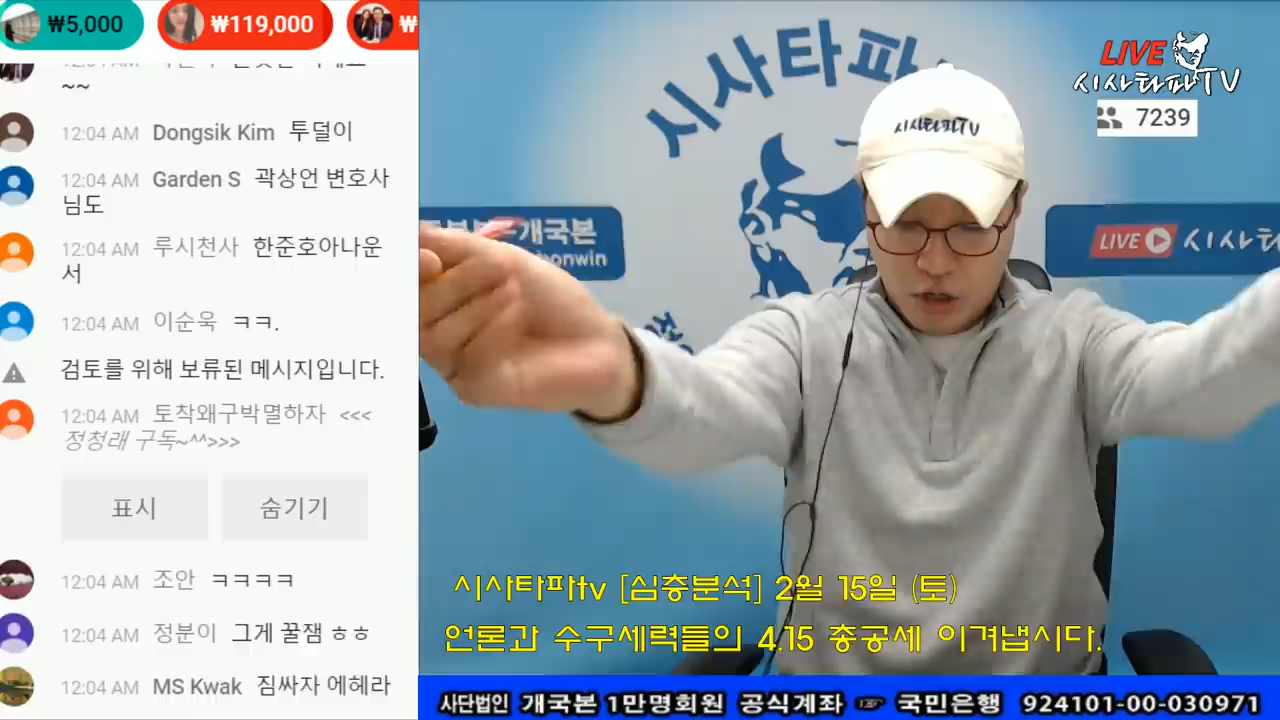 ₩5,000
₩119,000
₩
~~
12:04 AM Dongsik Kim 투덜이
12:04 AM Garden S 곽상언 변호사
님도
12:04 AM 루시천사 한준호아나운
서
12:04 AM 이순욱 ㅋㅋ.
검토를 위해 보류된 메시지입니다.
12:04 AM 토착왜구박멸하자 <<<
정청래 구독~^^>>>
표시
숨기기
12:04 AM 조안 ㅋㅋㅋㅋ
12:04 AM 정분이 그게 꿀잼 ㅎㅎ
12:04 AM MS Kwak 짐싸자 에헤라
시사타파
LIVE
시사타파TV
7239
시사타파TV
개국본
LIVE 시사타
시사타파tv [심층분석] 2월 15일 (토)
언론과 수구세력들의 4.15 총공세 이겨냅시다.
사단법인 개국본 1만명회원 공식계좌 ☞ 국민은행 924101-00-030971